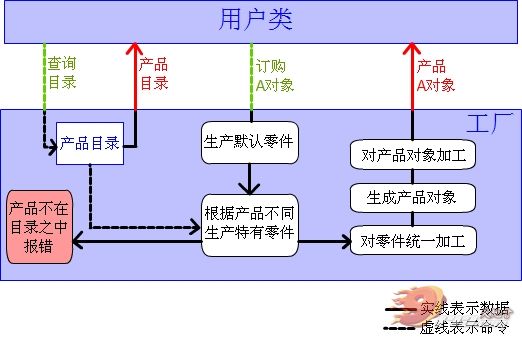 用户类
查询
目录
产品
目录
订购
A对象
产品
A对象
工厂
产品目录
生产默认零件
对产品对象加工
产品不在
目录之中
报错
根据产品不同
生产特有零件
生成产品对象
对零件统一加工
实线表示数据
虚线表示命令